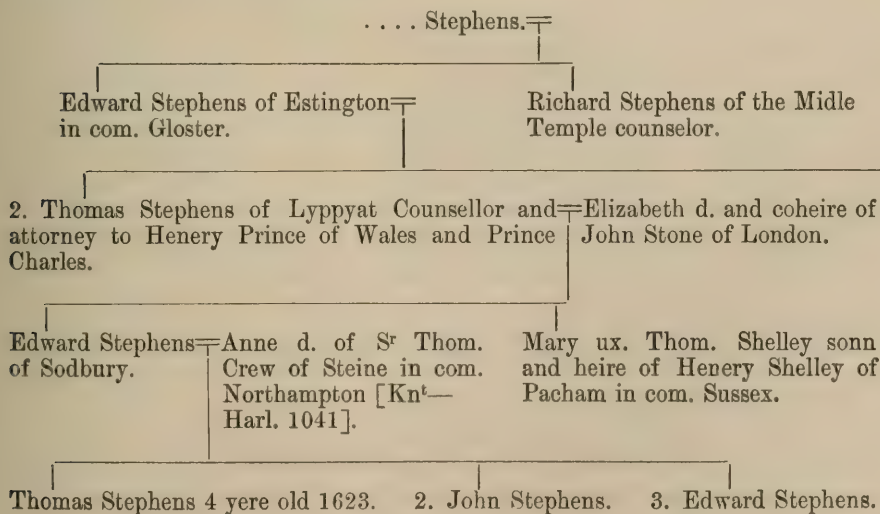 . . . . Stephens.
Edward Stephens of Estington
in com. Gloster.
Richard Stephens of the Midle
Temple counselor.
2. Thomas Stephens of Lyppyat Counsellor and
attorney to Henery Prince of Wales and Prince
Charles.
Elizabeth d. and coheire of
John Stone of London.
Edward Stephens
of Sodbury.
Anne d. of Sʳ Thom.
Crew of Steine in com.
Northampton [Knᵗ—
Harl. 1041].
Mary ux. Thom. Shelley sonn
and heire of Henery Shelley of
Pacham in com. Sussex.
Thomas Stephens 4 yere old 1623.
2. John Stephens.
3. Edward Stephens.